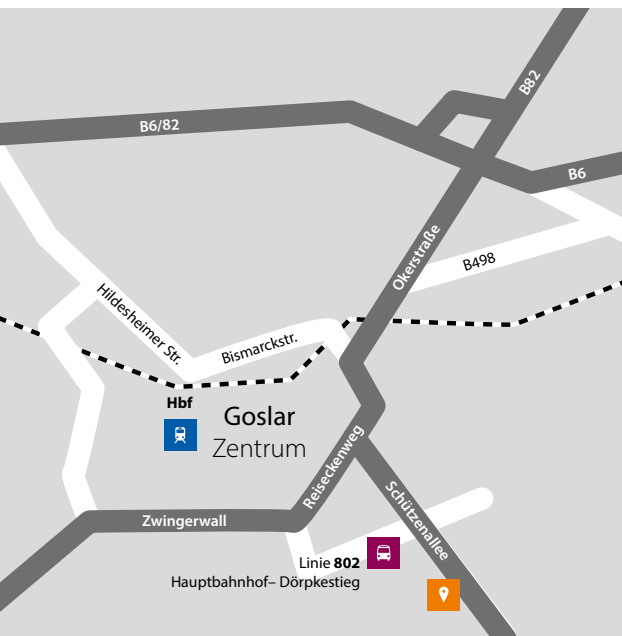 B82
B6/82
B6
Okerstraße
B498
Hildesheimer Str.
Bismarckstr.
Hbf
Goslar
Zentrum
Reiseckenweg
Schützenallee
Zwingerwall
Linie 802
Hauptbahnhof– Dörpkestieg